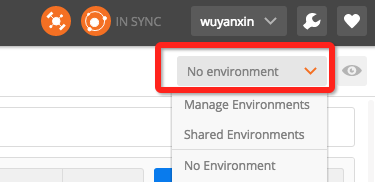 IN SYNC wuyanxin
No environment
Manage Environments
Shared Environments
No Environment